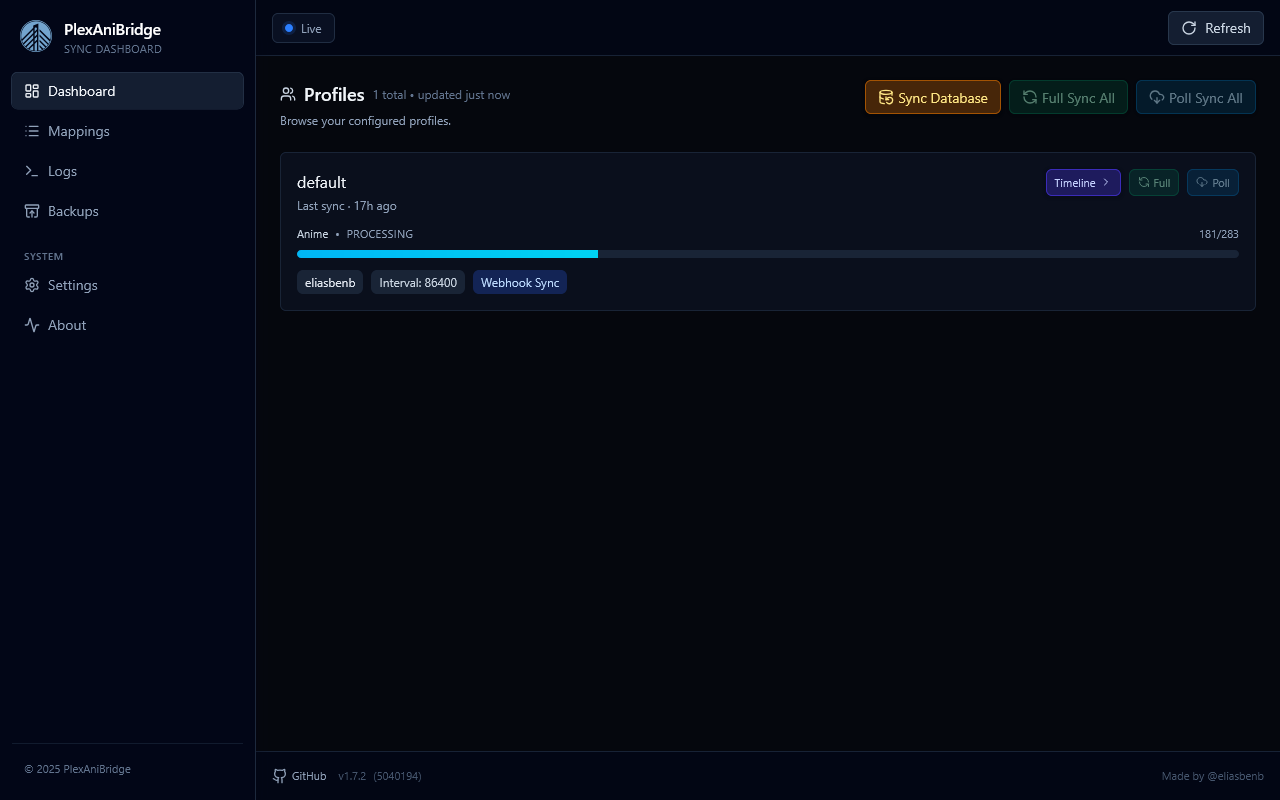 PlexAniBridge
SYNC DASHBOARD
Dashboard
Mappings
Logs
Backups
SYSTEM
Settings
About
© 2025 PlexAniBridge
Live
Refresh
Profiles 1 total • updated just now
Browse your configured profiles.
Sync Database
Full Sync All
Poll Sync All
default
Last sync · 17h ago
Timeline
Full
Poll
Anime • PROCESSING
181/283
eliasbenb
Interval: 86400
Webhook Sync
GitHub v1.7.2 (5040194)
Made by @eliasbenb